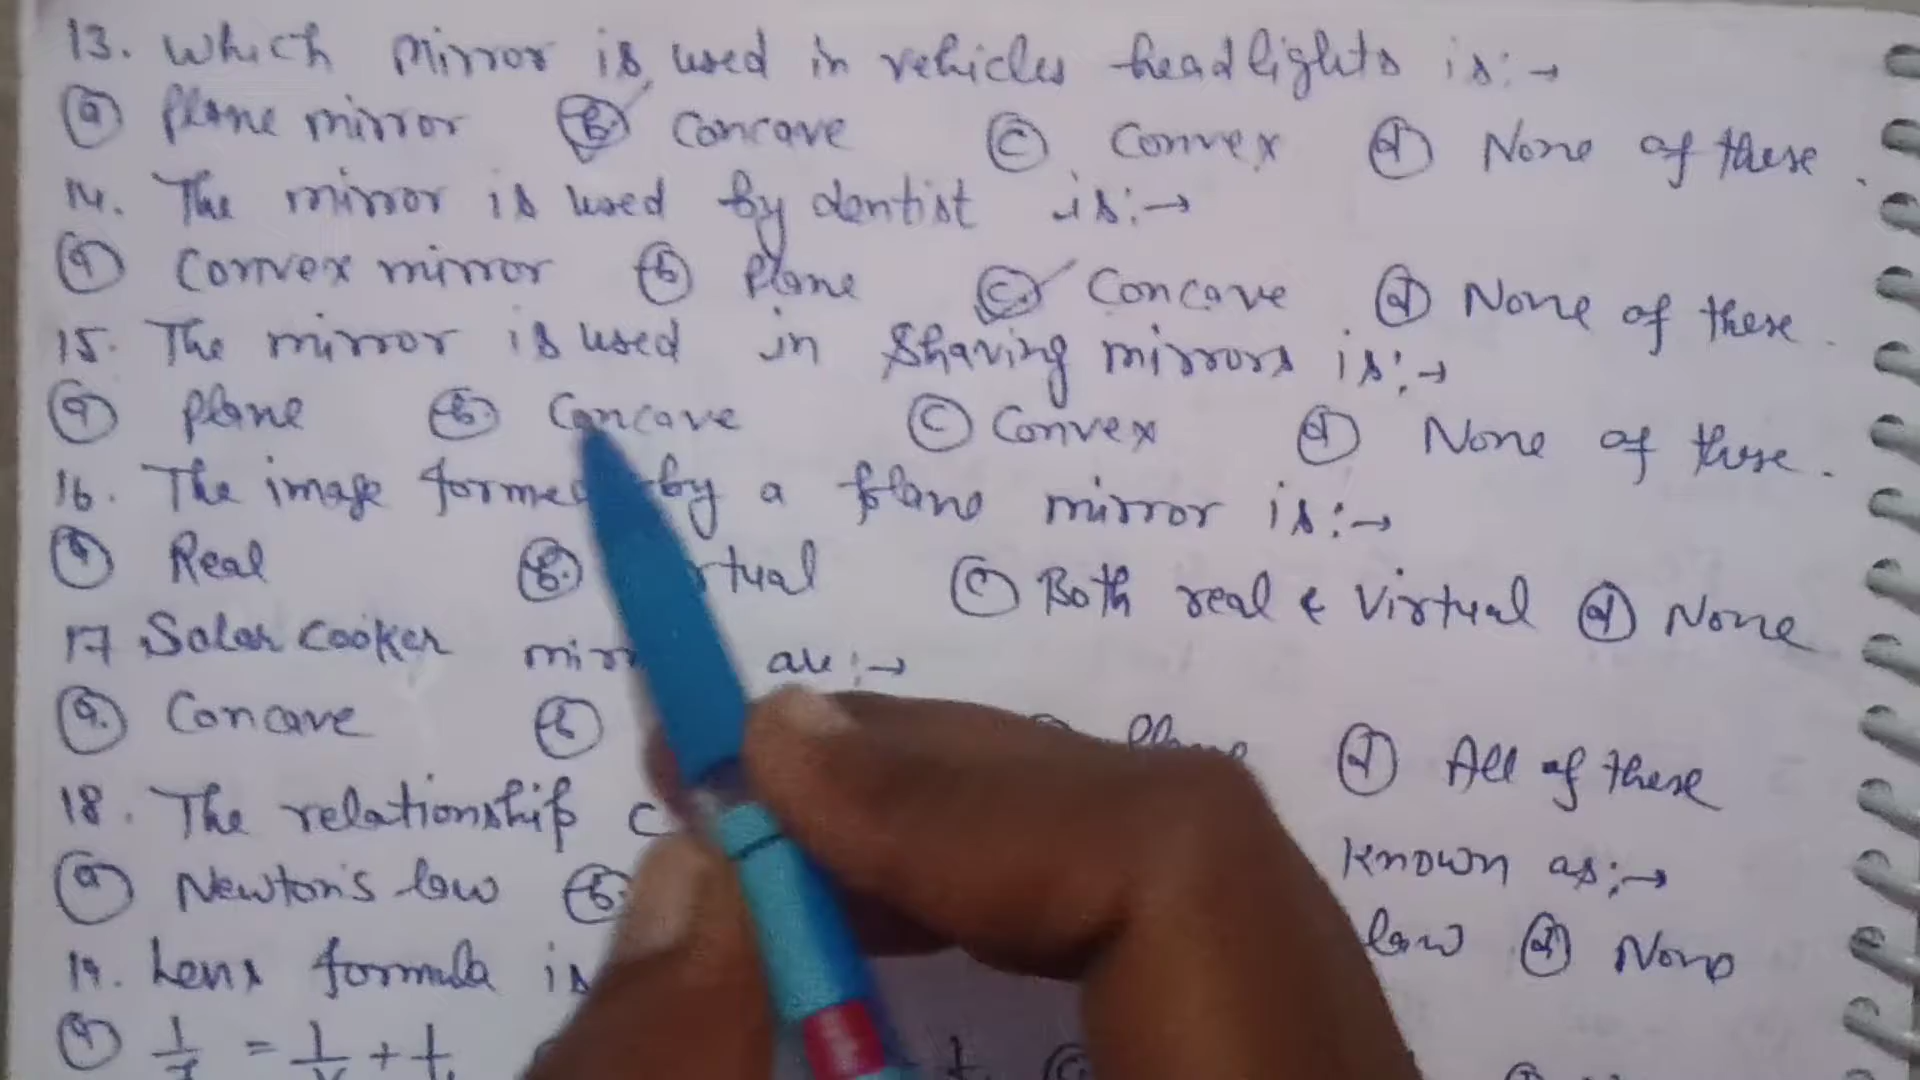 13. Which mirror is used in vehicles headlights is:→
(a) Plane mirror (b) Concave (c) Convex (d) None of these.
14. The mirror is used by dentist is:→
(a) Convex mirror (b) Plane (c) Concave (d) None of these.
15. The mirror is used in shaving mirrors is:→
(a) plane (b) Concave (c) Convex (d) None of these.
16. The image formed by a plane mirror is:→
(a) Real (b) (c) Both real & virtual (d) None
17 Solar cooker are:→
(a) Concave (b) (d) All of these
18. The relationship known as:→
(a) Newton's law (b) law (d) None
19. Lens formula is
(a)